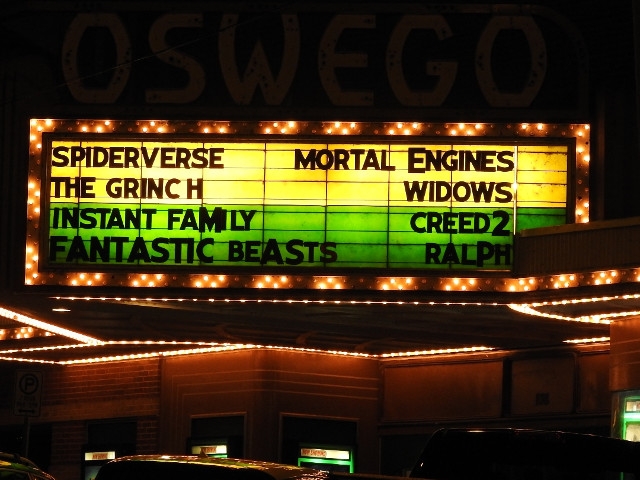 OSWEGO
SPIDERVERSE MORTAL ENGINES
THE GRINCH WIDOWS
INSTANT FAMILY CREED2
FANTASTIC BEASTS RALPH
P